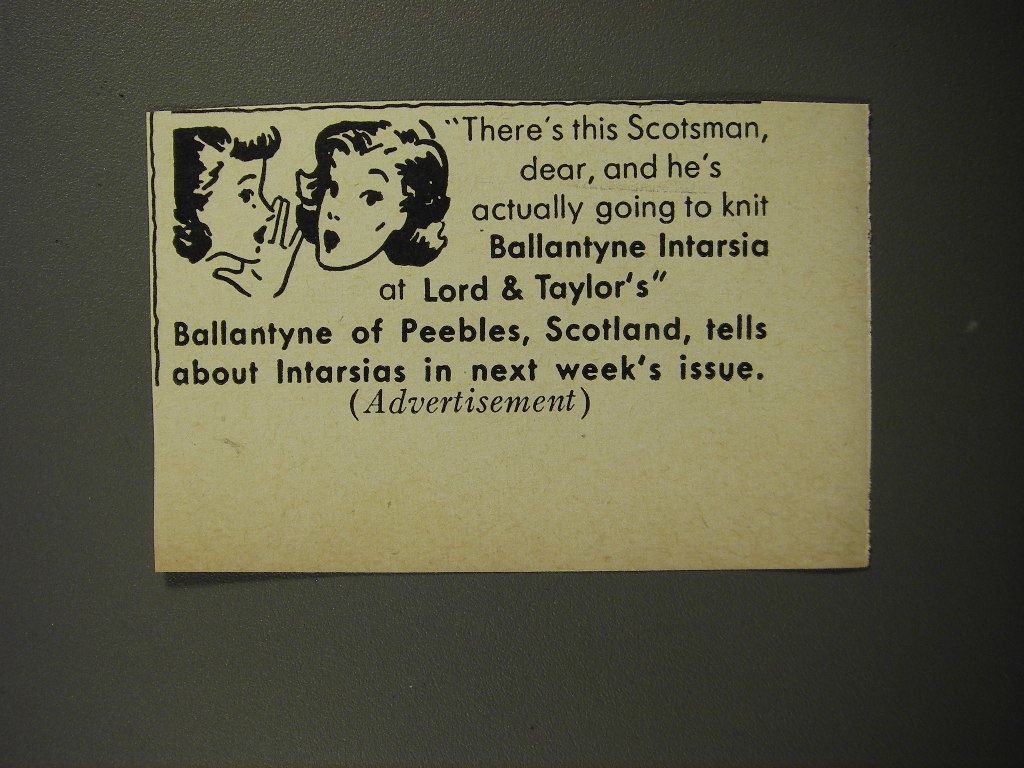 "There's this Scotsman,
dear, and he's
actually going to knit
Ballantyne Intarsia
at Lord & Taylor's"
Ballantyne of Peebles, Scotland, tells
about Intarsias in next week's issue.
(Advertisement)